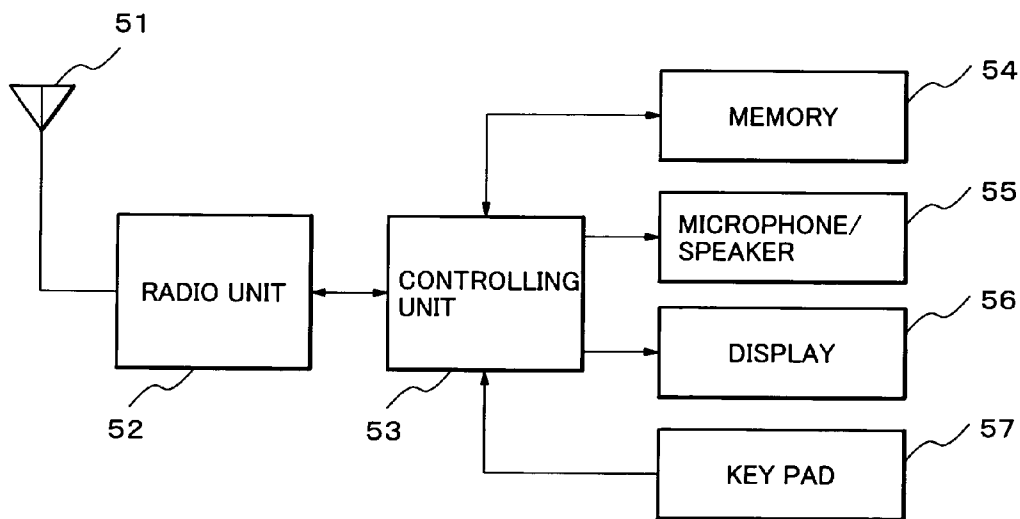 51
54
MEMORY
55
MICROPHONE/
SPEAKER
RADIO UNIT
CONTROLLING
UNIT
56
DISPLAY
52
53
57
KEY PAD